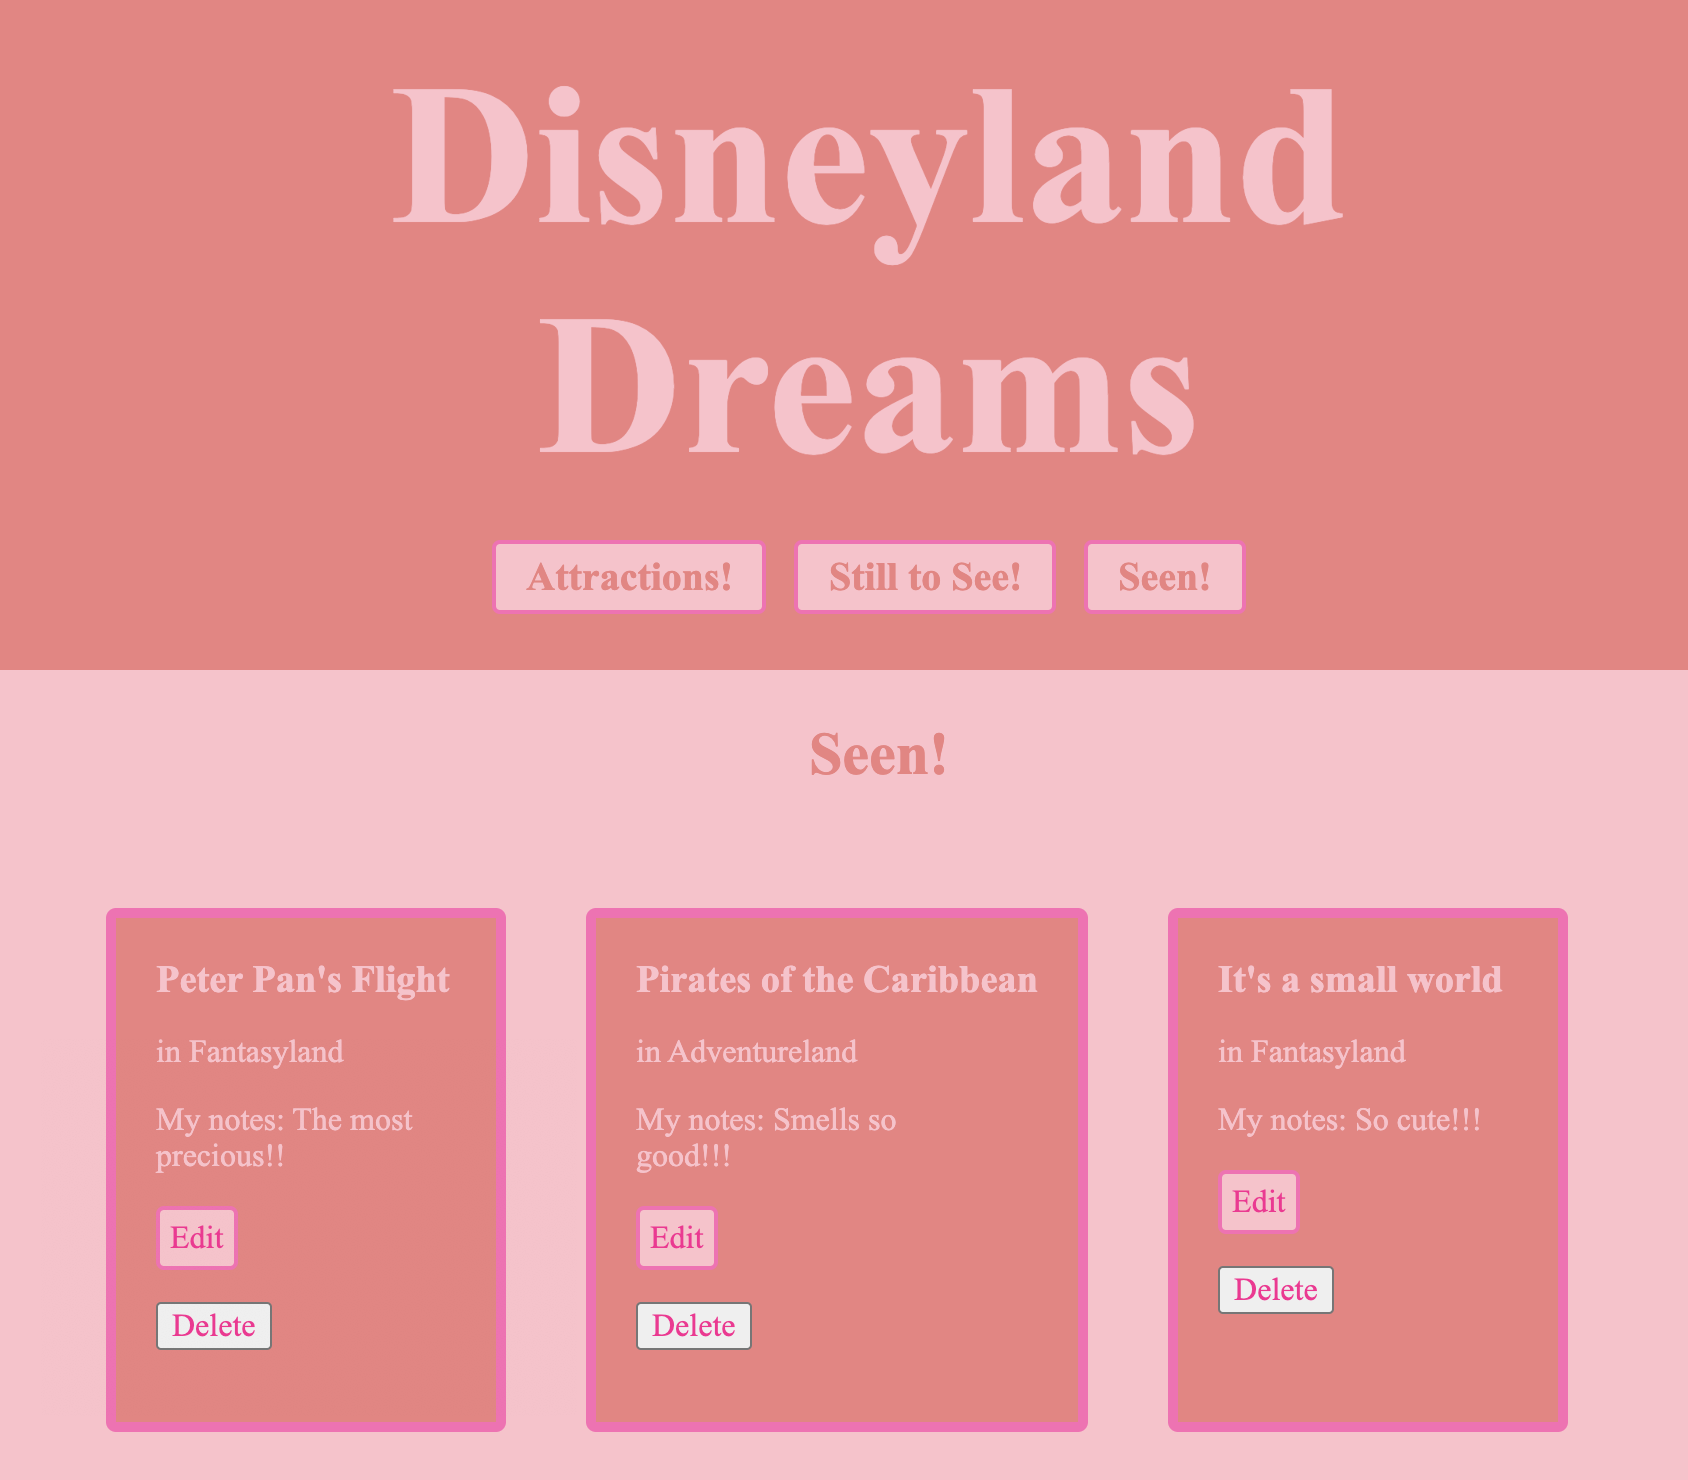 Disneyland
Dreams
Attractions! Still to See! Seen!
Seen!
Peter Pan's Flight
in Fantasyland
My notes: The most
precious!!
Edit
Delete
Pirates of the Caribbean
in Adventureland
My notes: Smells so
good!!!
Edit
Delete
It's a small world
in Fantasyland
My notes: So cute!!!
Edit
Delete